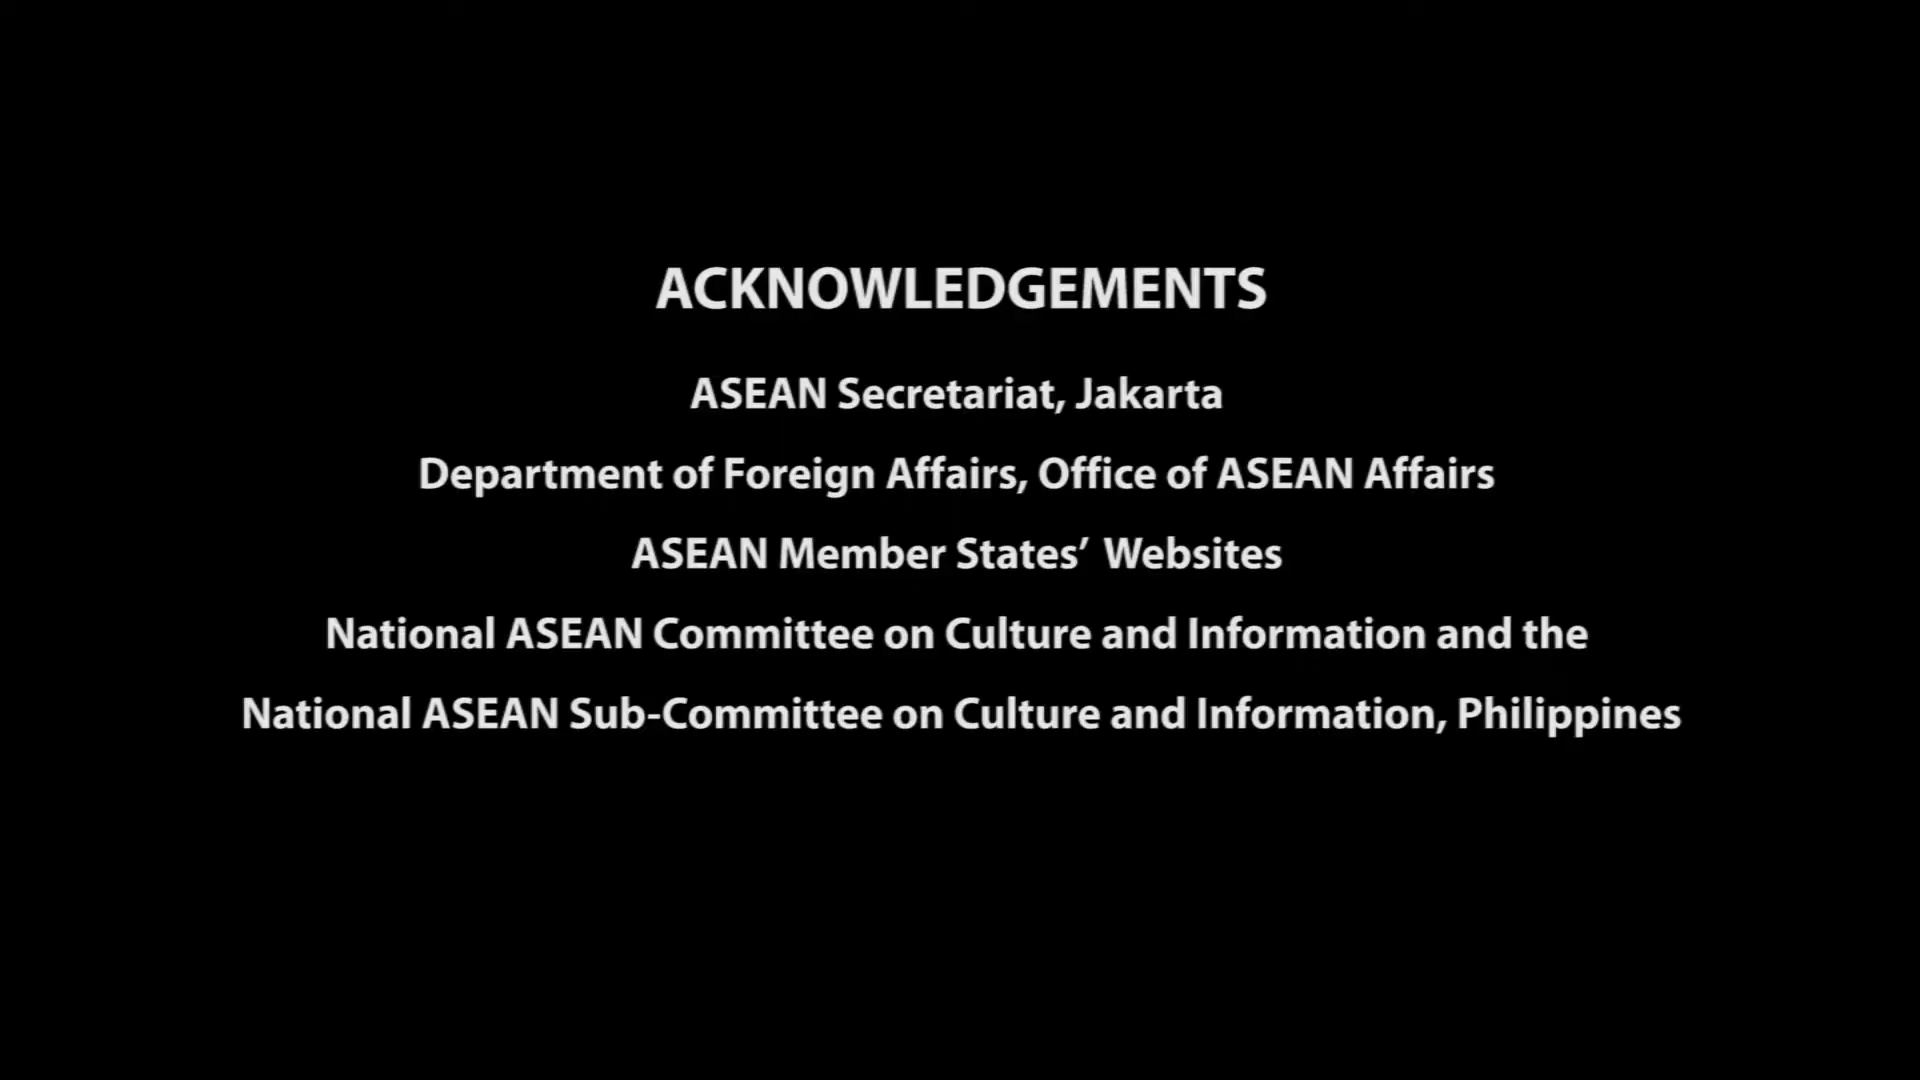 ACKNOWLEDGEMENTS
ASEAN Secretariat, Jakarta
Department of Foreign Affairs, Office of ASEAN Affairs
ASEAN Member States’ Websites
National ASEAN Committee on Culture and Information and the
National ASEAN Sub-Committee on Culture and Information, Philippines